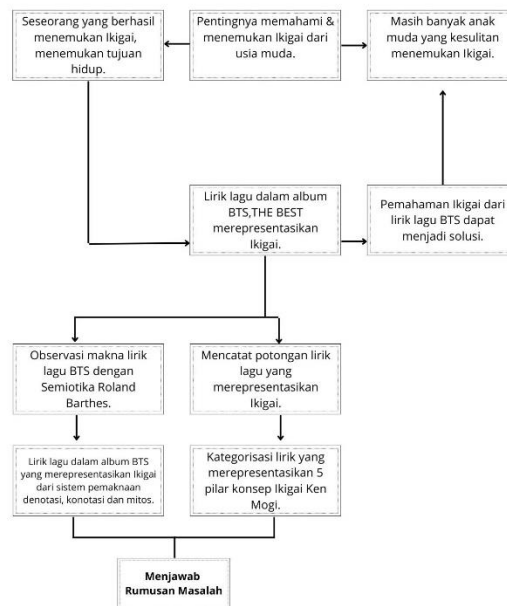 Seseorang yang berhasil
menemukan Ikigai,
menemukan tujuan
hidup.
Pentingnya memahami &
menemukan Ikigai dari
usia muda.
Masih banyak anak
muda yang kesulitan
menemukan Ikigai.
Lirik lagu dalam album
BTS,THE BEST
merepresentasikan
Ikigai.
Pemahaman Ikigai dari
lirik lagu BTS dapat
menjadi solusi.
Observasi makna lirik
lagu BTS dengan
Semiotika Roland
Barthes.
Mencatat potongan lirik
lagu yang
merepresentasikan
Ikigai.
Lirik lagu dalam album BTS
yang merepresentasikan Ikigai
dari sistem pemaknaan
denotasi, konotasi dan mitos.
Kategorisasi lirik yang
merepresentasikan 5
pilar konsep Ikigai Ken
Mogi.
Menjawab
Rumusan Masalah